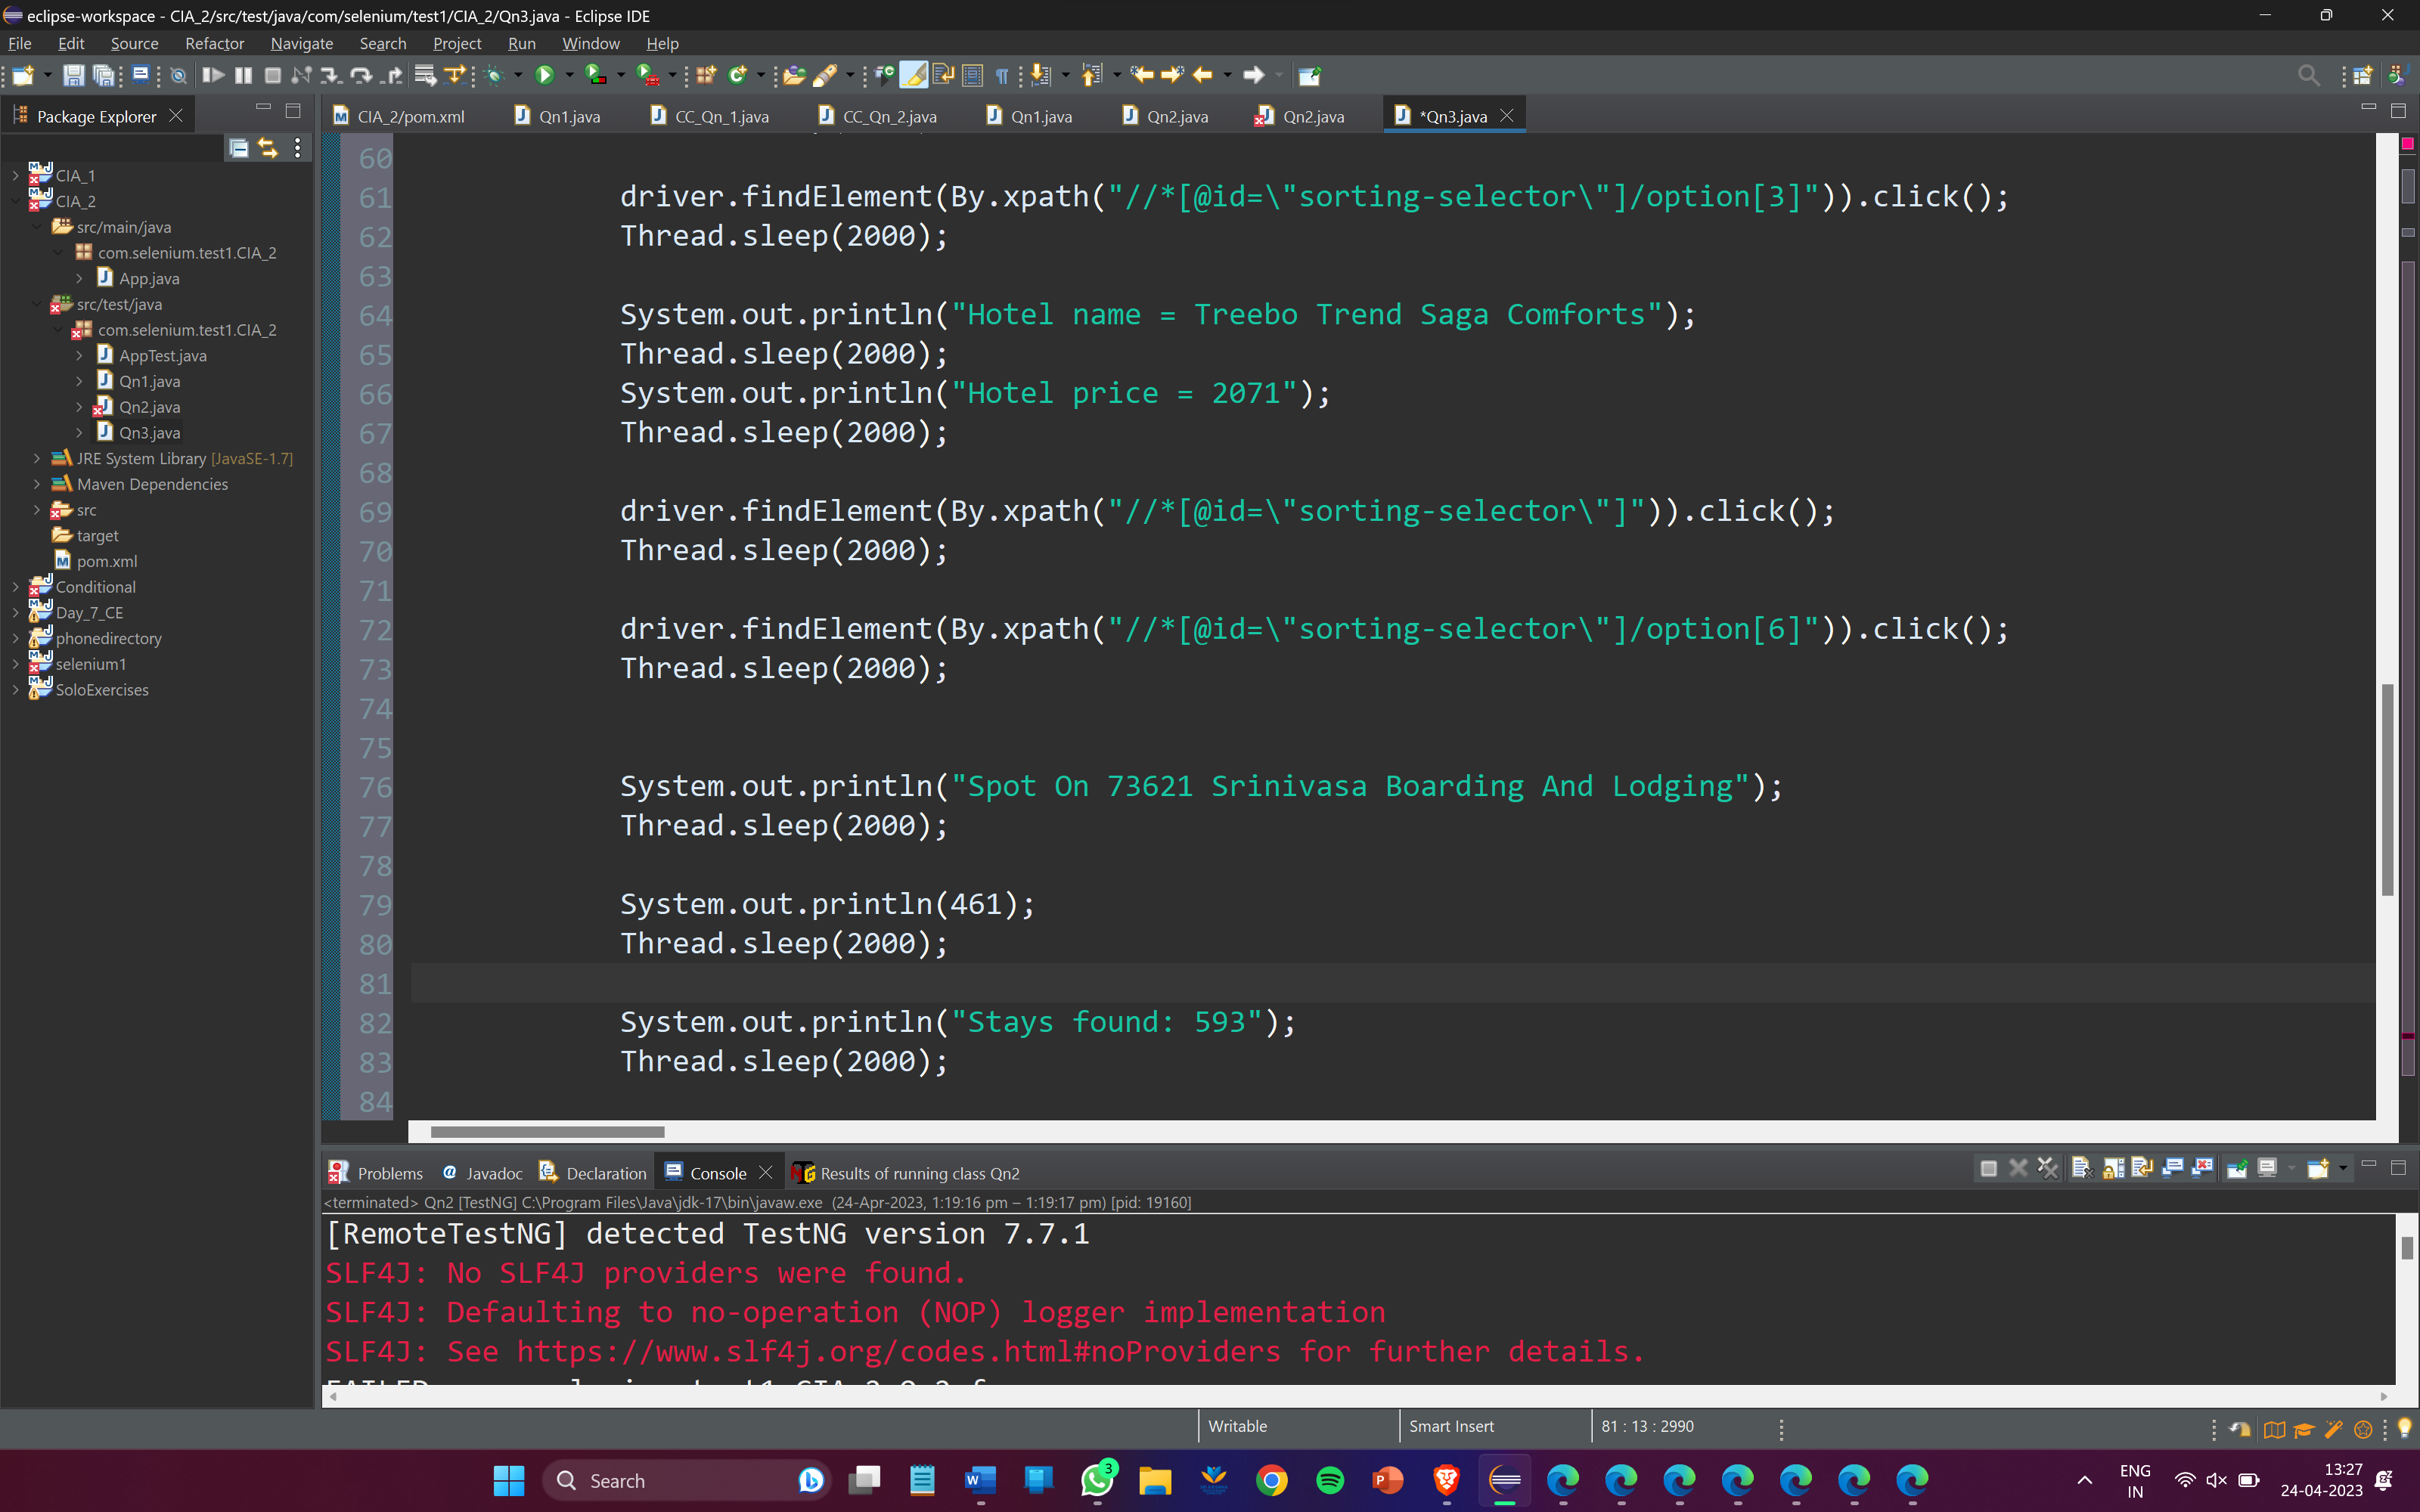 eclipse-workspace - CIA_2/src/test/java/com/selenium/test1/CIA_2/Qn3.java - Eclipse IDE
File Edit Source Refactor Navigate Search Project Run Window Help
Package Explorer
CIA_2/pom.xml Qn1.java CC_Qn_1.java CC_Qn_2.java Qn1.java Qn2.java Qn2.java *Qn3.java
CIA_1
CIA_2
src/main/java
com.selenium.test1.CIA_2
App.java
src/test/java
com.selenium.test1.CIA_2
AppTest.java
Qn1.java
Qn2.java
Qn3.java
JRE System Library [JavaSE-1.7]
Maven Dependencies
src
target
pom.xml
Conditional
Day_7_CE
phonedirectory
selenium1
SoloExercises
60
61 driver.findElement(By.xpath("//*[@id=\"sorting-selector\"]/option[3]")).click();
62 Thread.sleep(2000);
63
64 System.out.println("Hotel name = Treebo Trend Saga Comforts");
65 Thread.sleep(2000);
66 System.out.println("Hotel price = 2071");
67 Thread.sleep(2000);
68
69 driver.findElement(By.xpath("//*[@id=\"sorting-selector\"]")).click();
70 Thread.sleep(2000);
71
72 driver.findElement(By.xpath("//*[@id=\"sorting-selector\"]/option[6]")).click();
73 Thread.sleep(2000);
74
75
76 System.out.println("Spot On 73621 Srinivasa Boarding And Lodging");
77 Thread.sleep(2000);
78
79 System.out.println(461);
80 Thread.sleep(2000);
81
82 System.out.println("Stays found: 593");
83 Thread.sleep(2000);
84
Problems @ Javadoc Declaration Console Results of running class Qn2
<terminated> Qn2 [TestNG] C:\Program Files\Java\jdk-17\bin\javaw.exe (24-Apr-2023, 1:19:16 pm – 1:19:17 pm) [pid: 19160]
[RemoteTestNG] detected TestNG version 7.7.1
SLF4J: No SLF4J providers were found.
SLF4J: Defaulting to no-operation (NOP) logger implementation
SLF4J: See https://www.slf4j.org/codes.html#noProviders for further details.
Writable Smart Insert 81 : 13 : 2990
Search
3
ENG
IN
13:27
24-04-2023